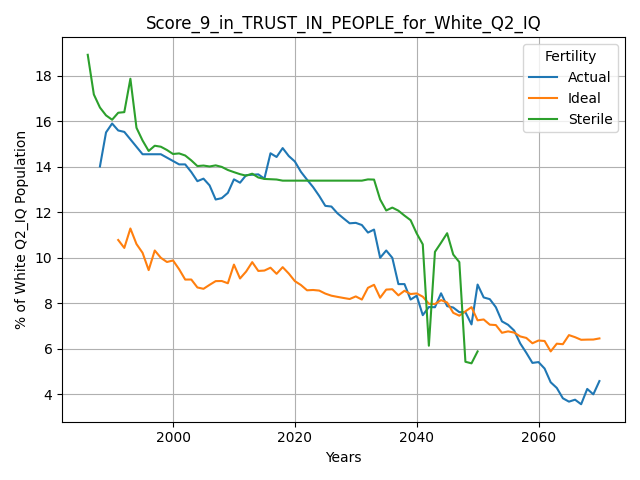 Score_9_in_TRUST_IN_PEOPLE_for_White_Q2_IQ
Fertility
Actual
Ideal
Sterile
% of White Q2_IQ Population
18
16
14
12
10
8
6
4
2000 2020 2040 2060
Years